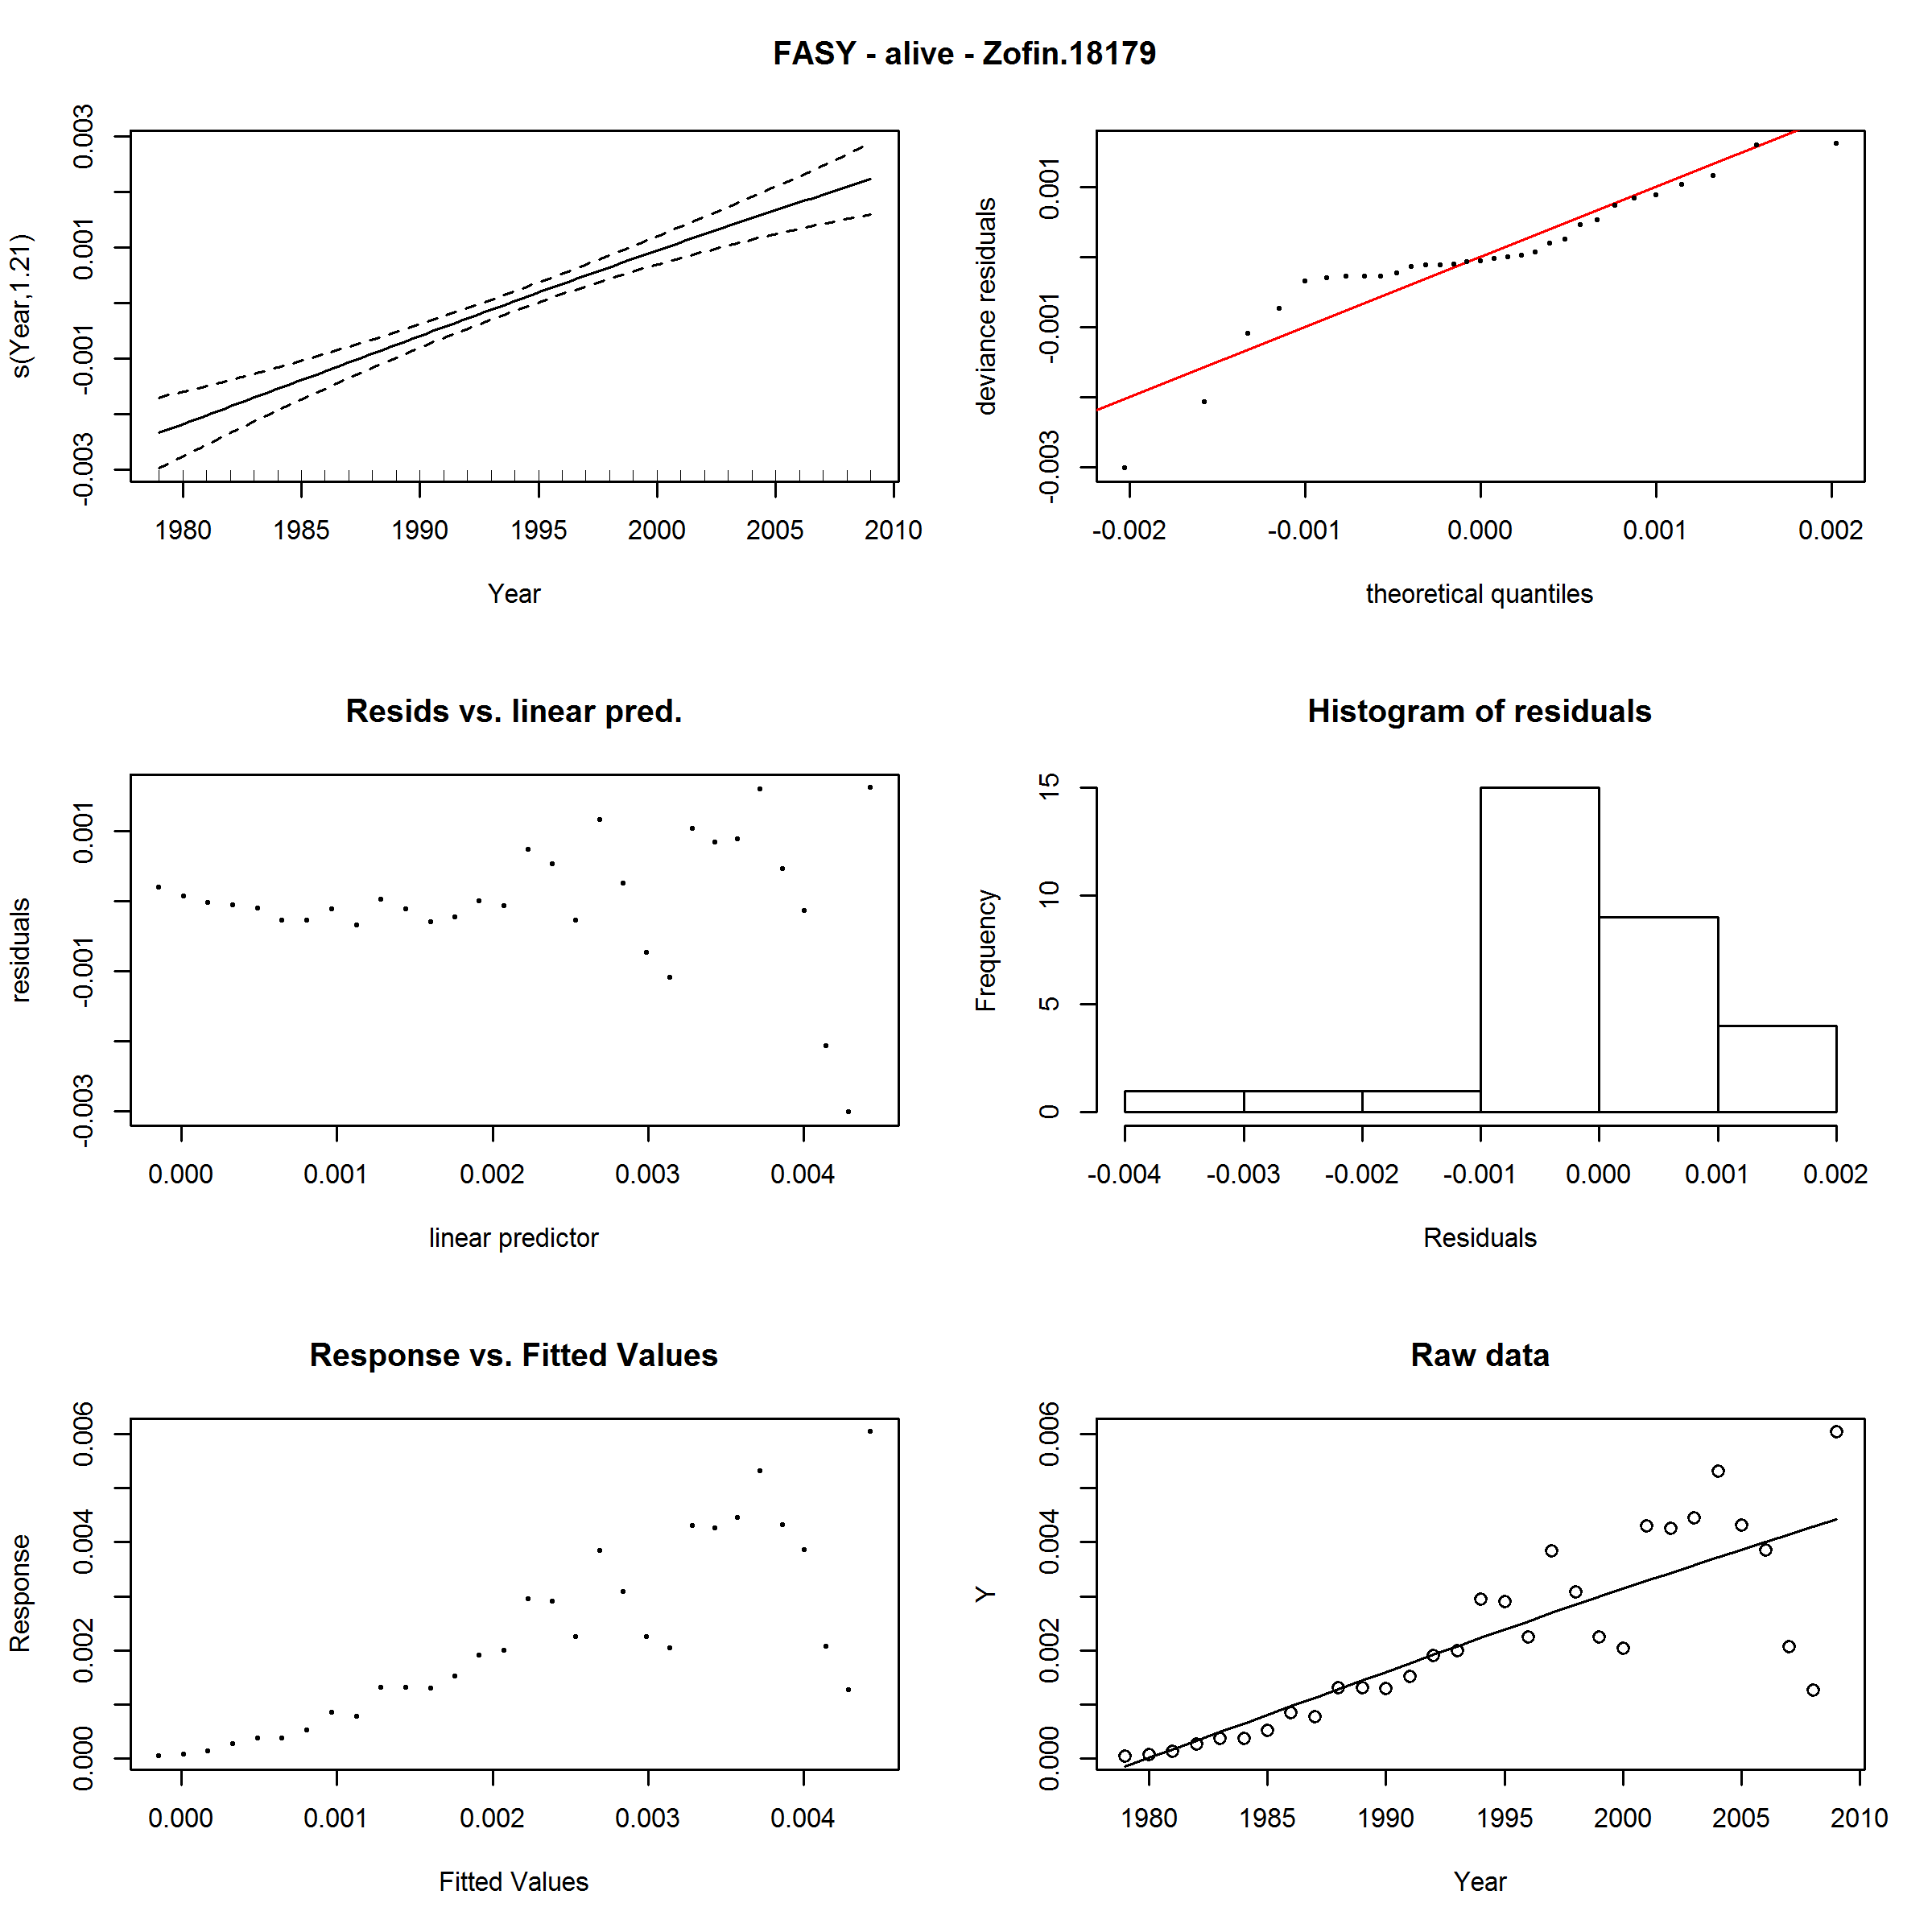 FASY - alive - Zofin.18179
s(Year,1.21)
0.003
0.001
-0.001
-0.003
1980 1985 1990 1995 2000 2005 2010
Year
deviance residuals
0.001
-0.001
-0.003
-0.002 -0.001 0.000 0.001 0.002
theoretical quantiles
Resids vs. linear pred.
residuals
0.001
-0.001
-0.003
0.000 0.001 0.002 0.003 0.004
linear predictor
Histogram of residuals
Frequency
15
10
5
0
-0.004 -0.003 -0.002 -0.001 0.000 0.001 0.002
Residuals
Response vs. Fitted Values
Response
0.006
0.004
0.002
0.000
0.000 0.001 0.002 0.003 0.004
Fitted Values
Raw data
Y
0.006
0.004
0.002
0.000
1980 1985 1990 1995 2000 2005 2010
Year